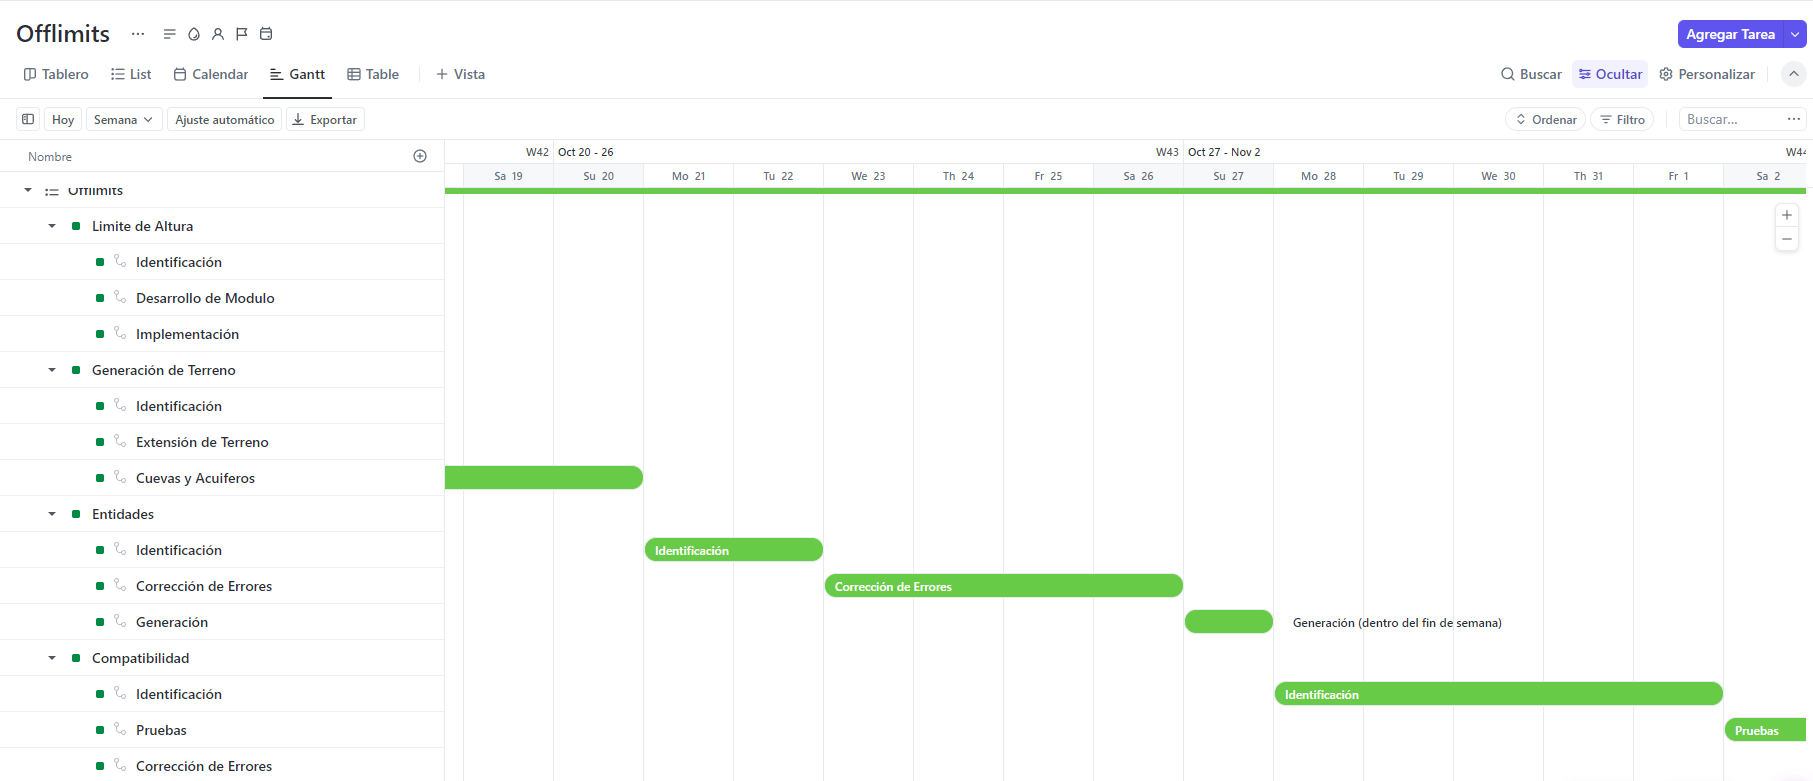 Offlimits
Agregar Tarea
Tablero List Calendar Gantt Table + Vista
Buscar Ocultar Personalizar
Hoy Semana Ajuste automático Exportar
Ordenar Filtro Buscar...
Nombre
W42 Oct 20 - 26 W43 Oct 27 - Nov 2 W44
Sa 19 Su 20 Mo 21 Tu 22 We 23 Th 24 Fr 25 Sa 26 Su 27 Mo 28 Tu 29 We 30 Th 31 Fr 1 Sa 2
Offlimits
Limite de Altura
Identificación
Desarrollo de Modulo
Implementación
Generación de Terreno
Identificación
Extensión de Terreno
Cuevas y Acuiferos
Entidades
Identificación Identificación
Corrección de Errores Corrección de Errores
Generación Generación (dentro del fin de semana)
Compatibilidad
Identificación Identificación
Pruebas Pruebas
Corrección de Errores